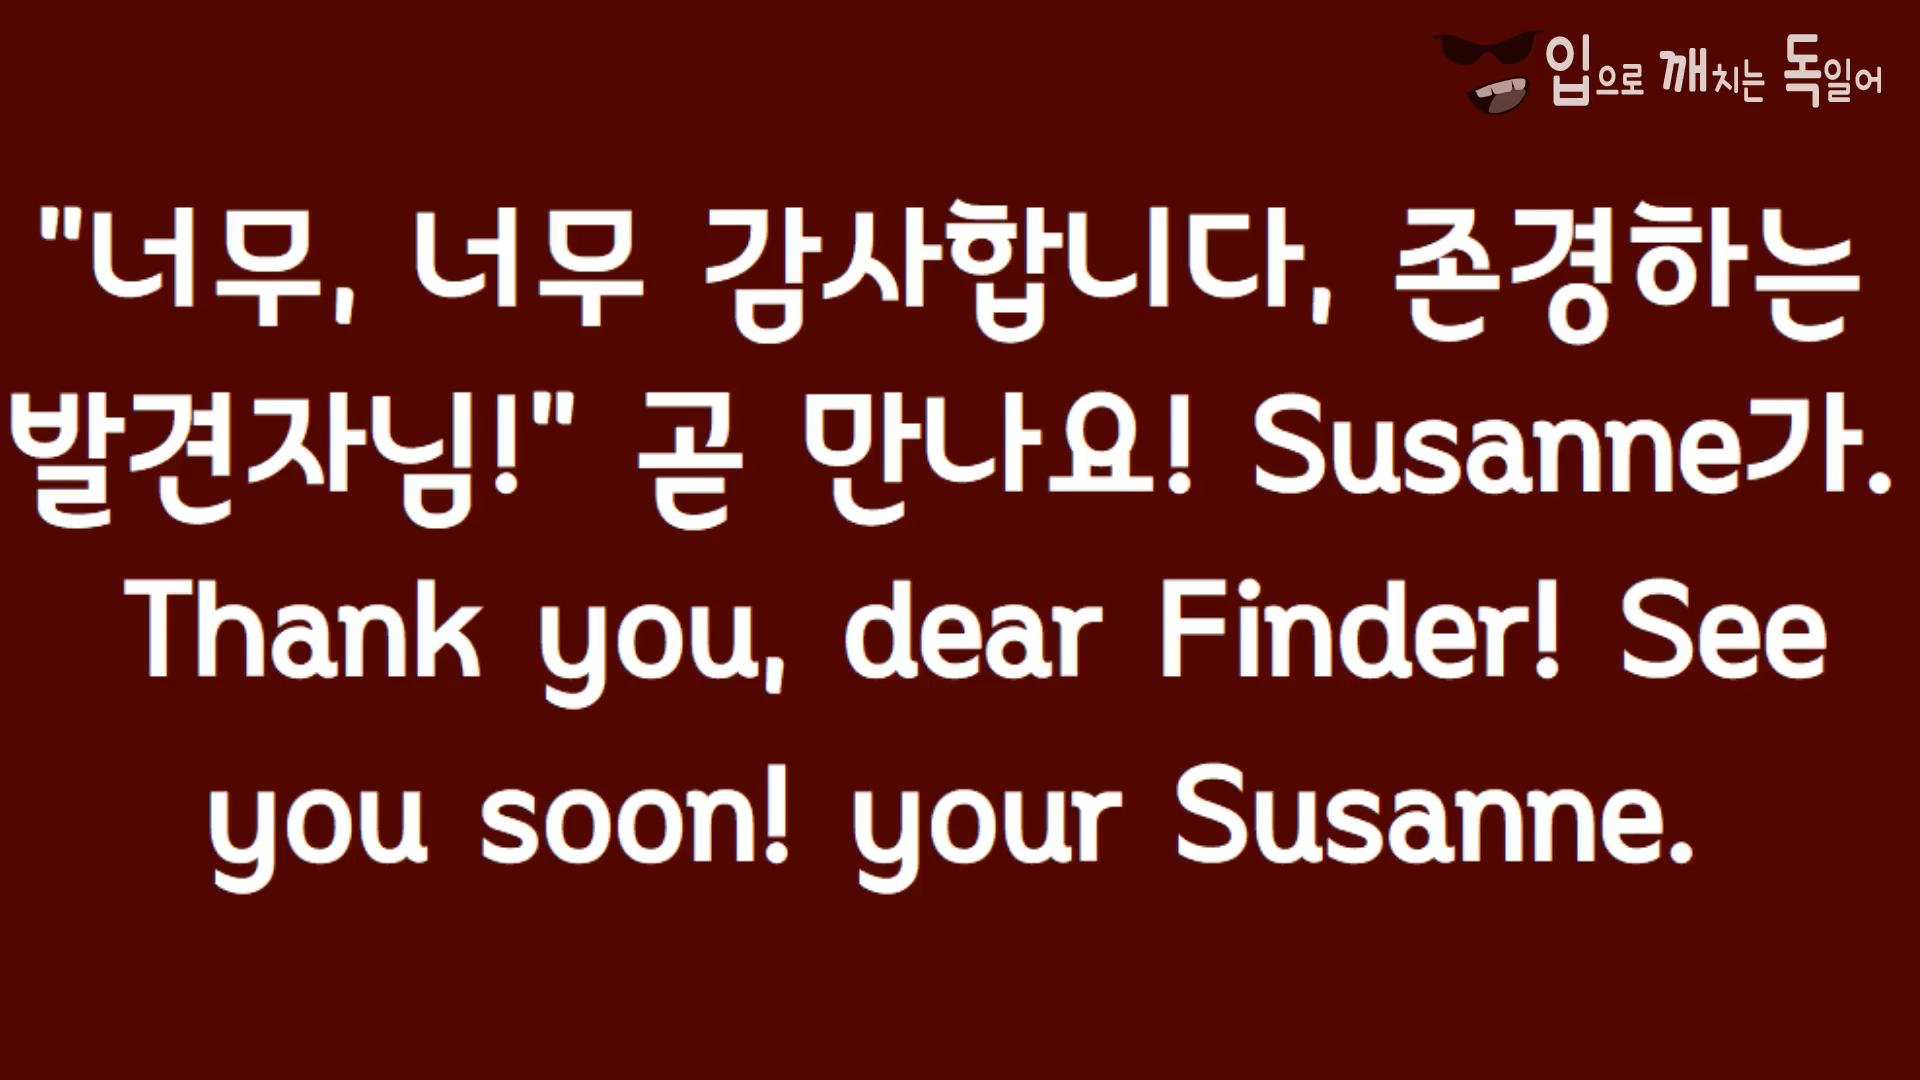 입으로 깨치는 독일어
"너무, 너무 감사합니다, 존경하는
발견자님!" 곧 만나요! Susanne가.
Thank you, dear Finder! See
you soon! your Susanne.